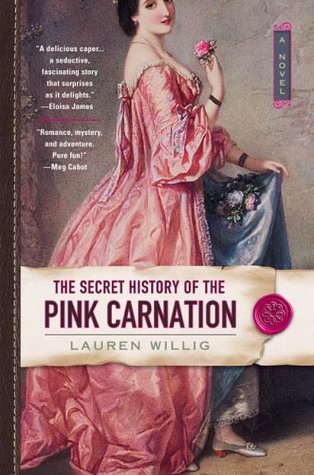 "A delicious caper...
a seductive,
fascinating story
that surprises
as it delights."
—Eloisa James
"Romance, mystery,
and adventure.
Pure fun!"
—Meg Cabot
A NOVEL
THE SECRET HISTORY OF THE
PINK CARNATION
LAUREN WILLIG